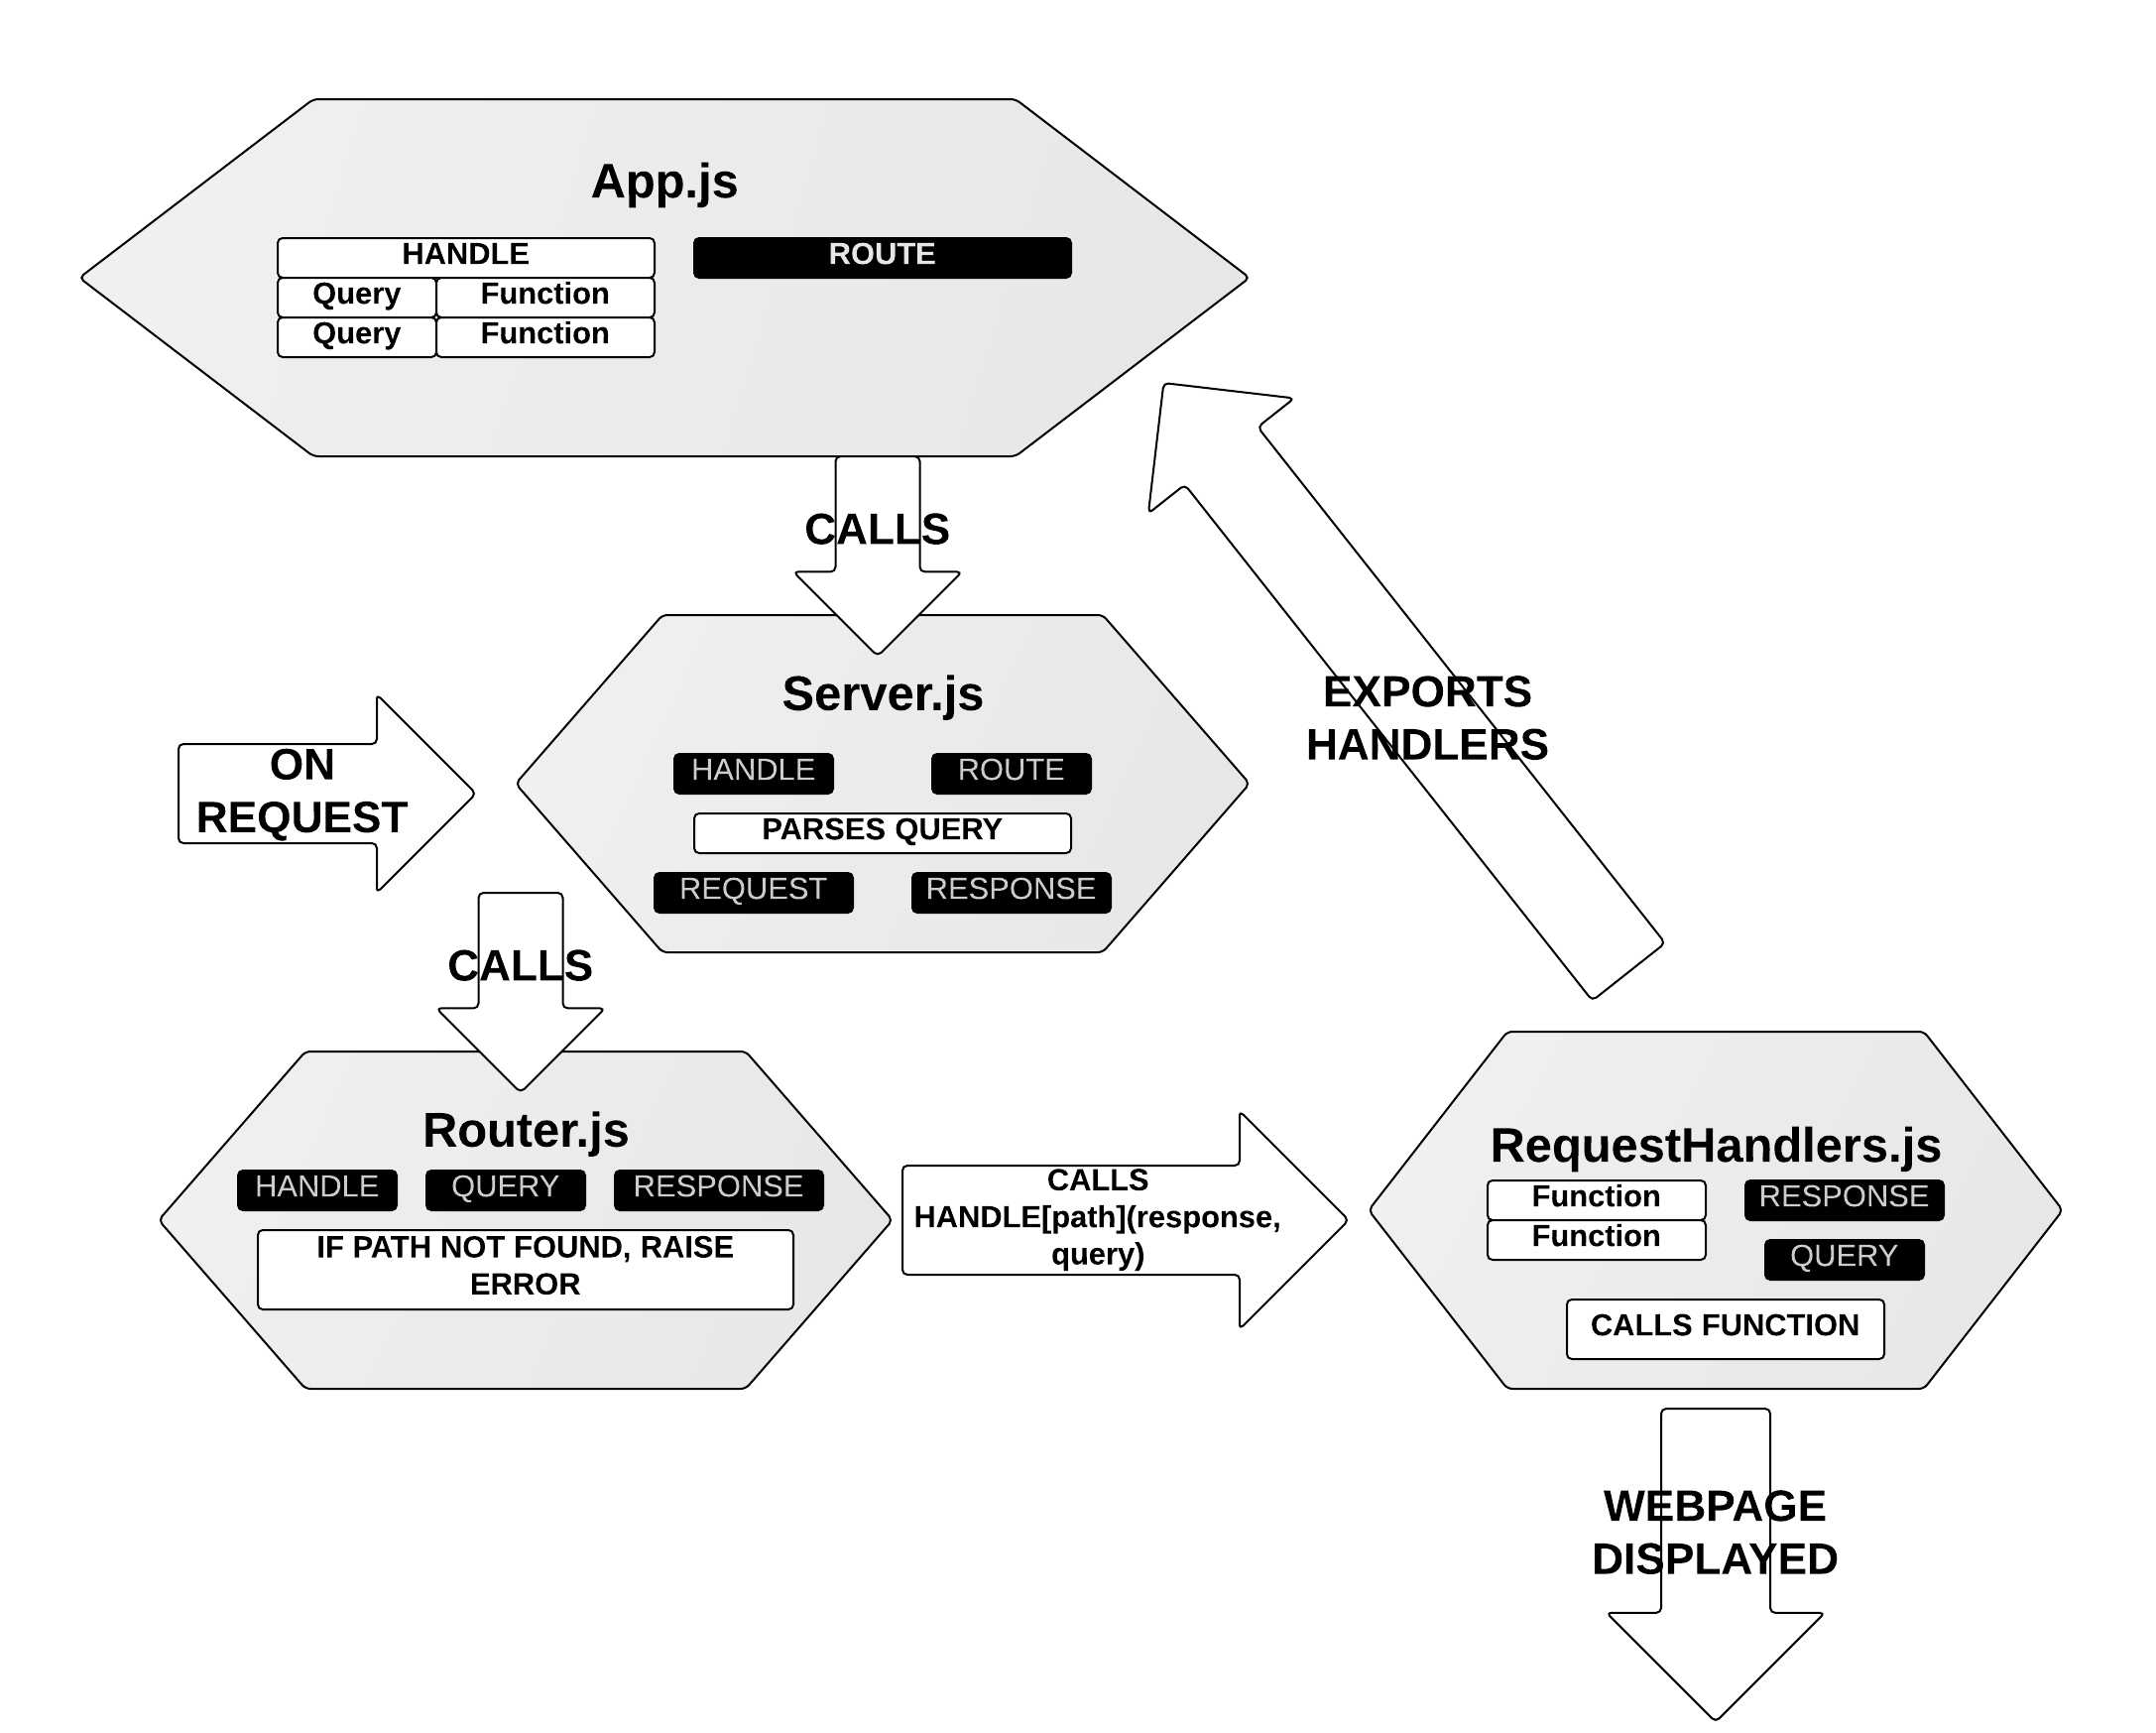 App.js
HANDLE
ROUTE
Query
Function
Query
Function
CALLS
Server.js
HANDLE
ROUTE
PARSES QUERY
REQUEST
RESPONSE
ON
REQUEST
EXPORTS
HANDLERS
CALLS
Router.js
HANDLE
QUERY
RESPONSE
IF PATH NOT FOUND, RAISE
ERROR
CALLS
HANDLE[path](response,
query)
RequestHandlers.js
Function
RESPONSE
Function
QUERY
CALLS FUNCTION
WEBPAGE
DISPLAYED